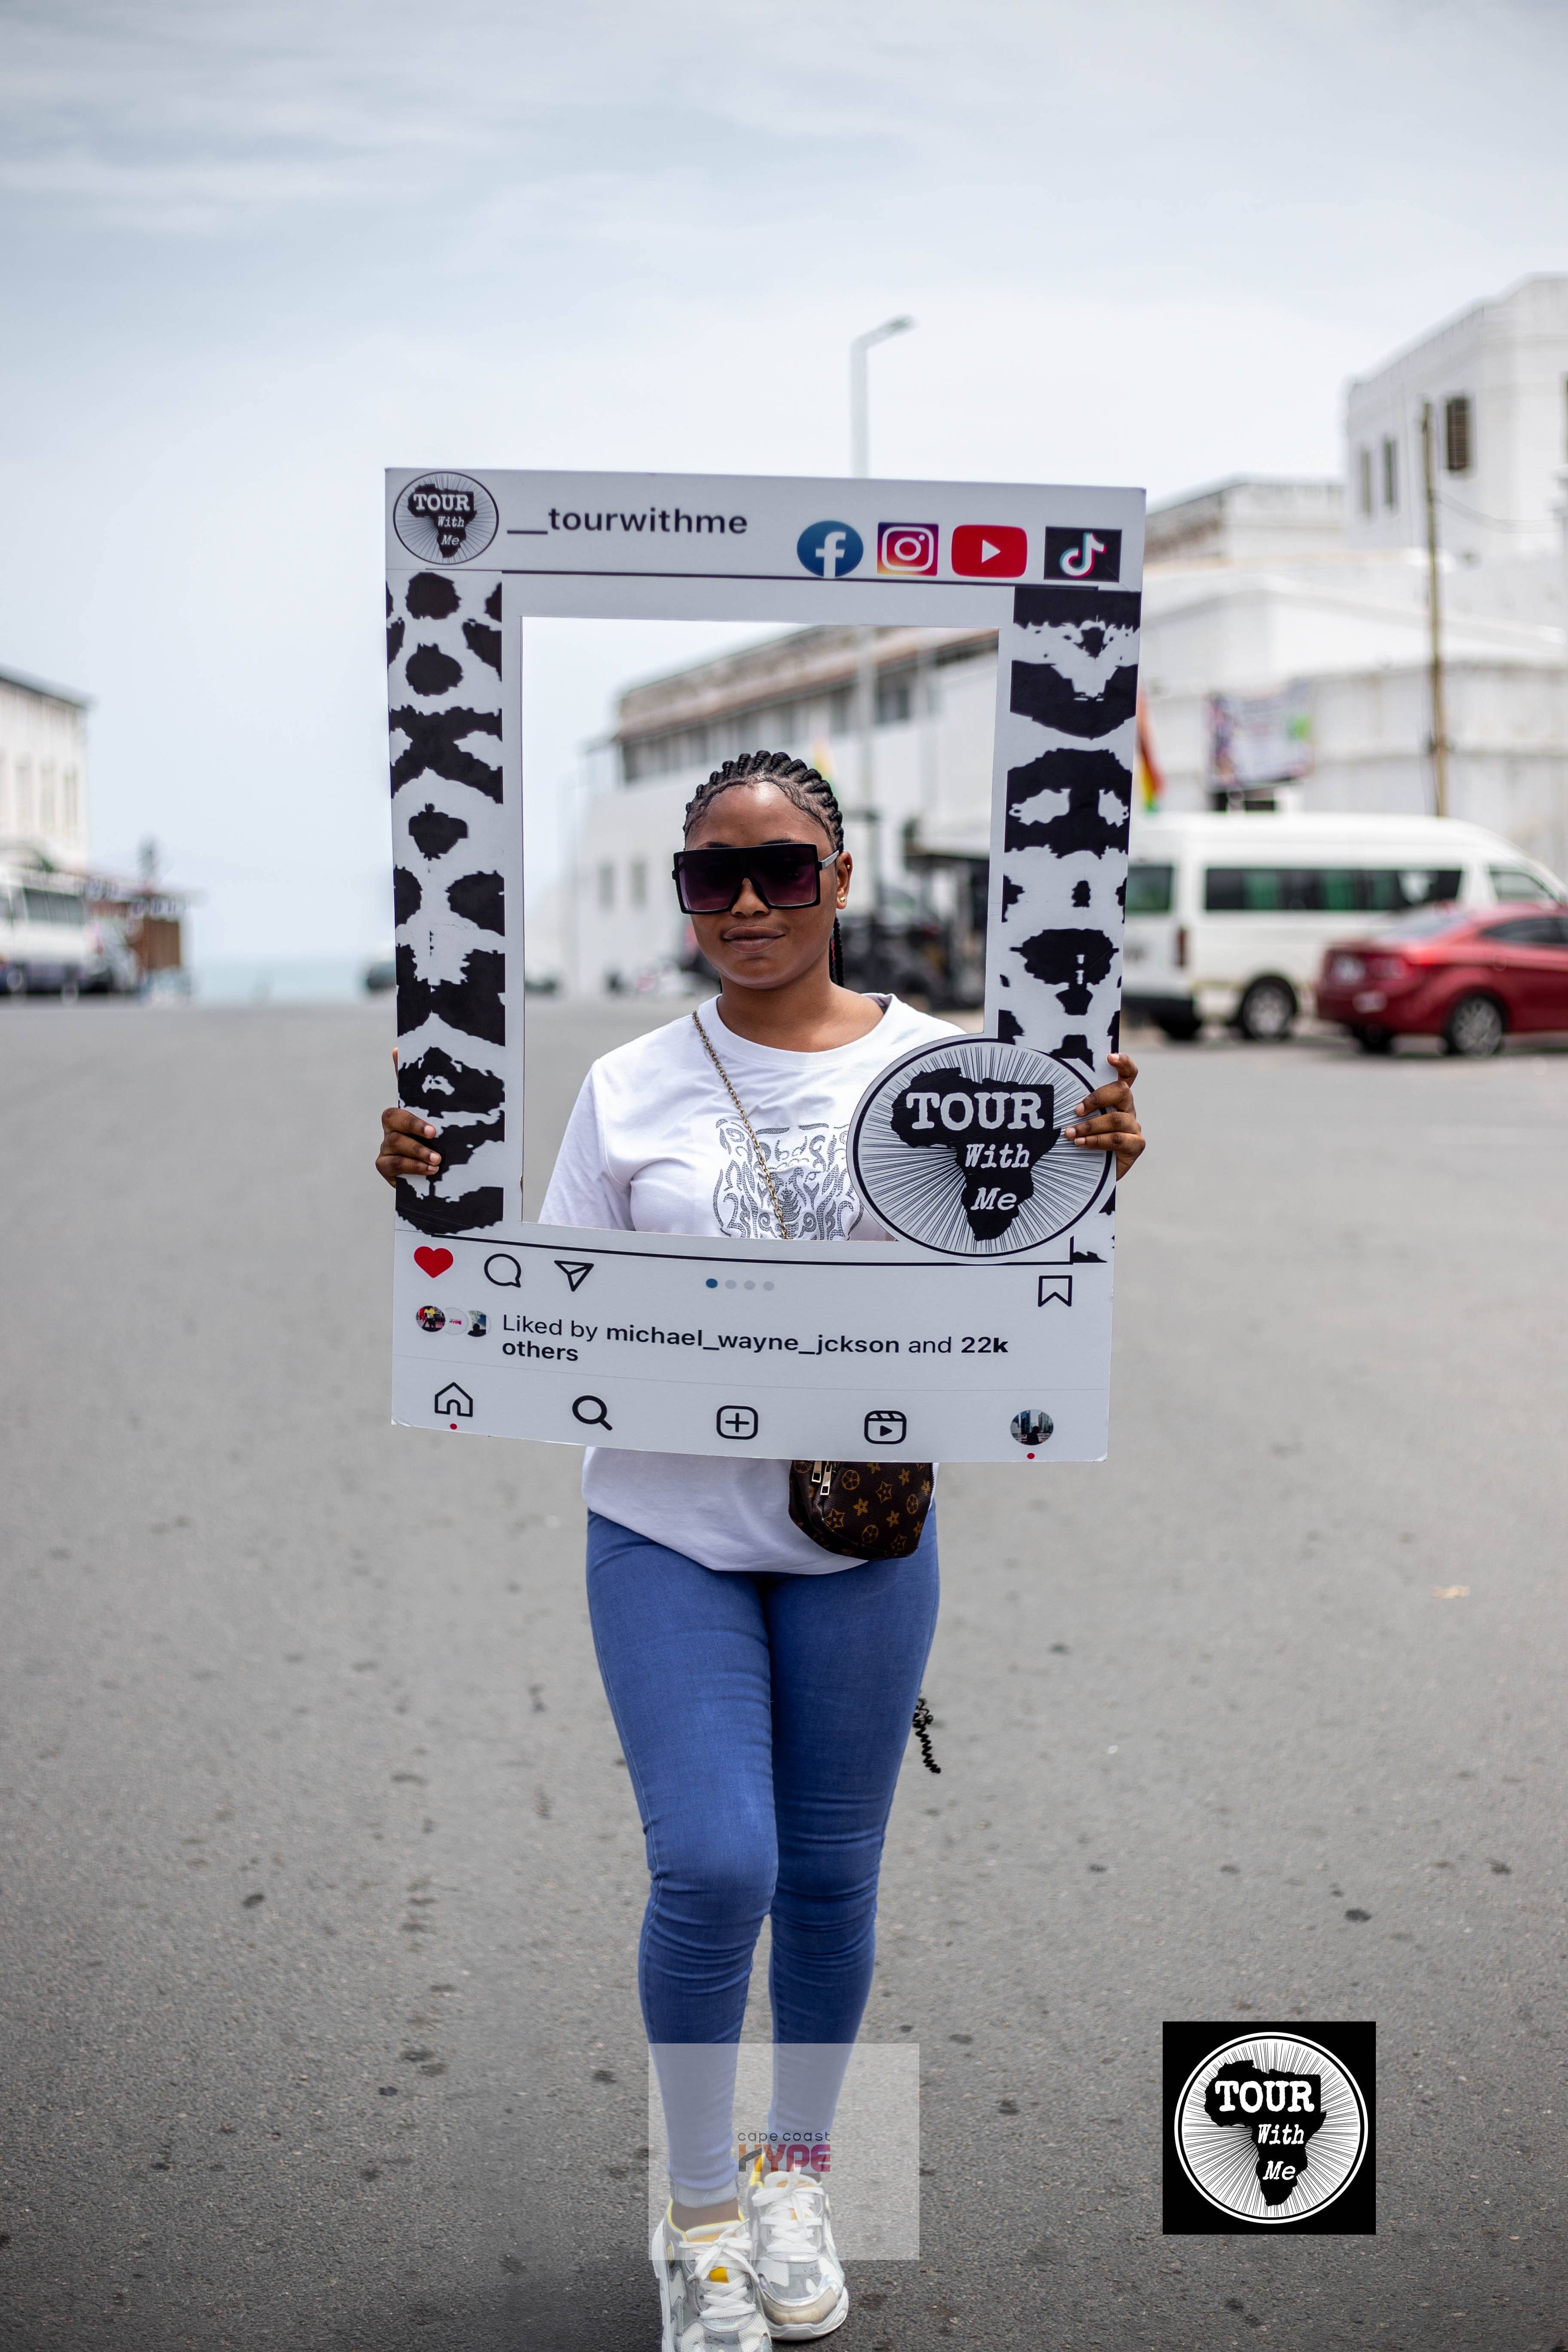 TOUR
With
Me
__tourwithme
TOUR
With
Me
Liked by michael_wayne_jckson and 22k
others
cape coast
HYPE
TOUR
With
Me